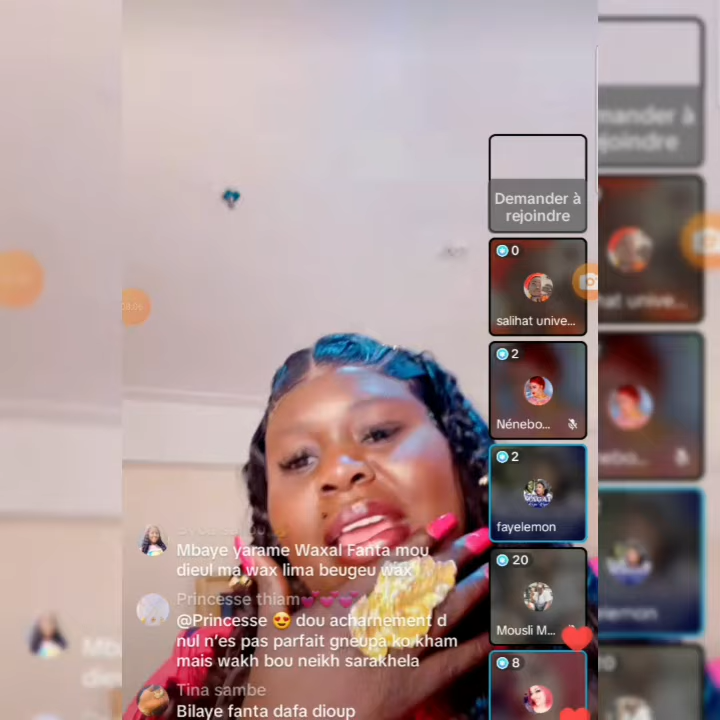 Demander à
rejoindre
0
salihat unive...
2
Nénebo...
2
fayelemon
20
Mousli M...
8
Mbaye yarame Waxal Fanta mou
dieul ma wax lima beugeu wax
Princesse thiam💕💕💕
@Princesse 😍 dou acharnement d
nul n'es pas parfait gneupa ko kham
mais wakh bou neikh sarakhela
Tina sambe
Bilaye fanta dafa dioup